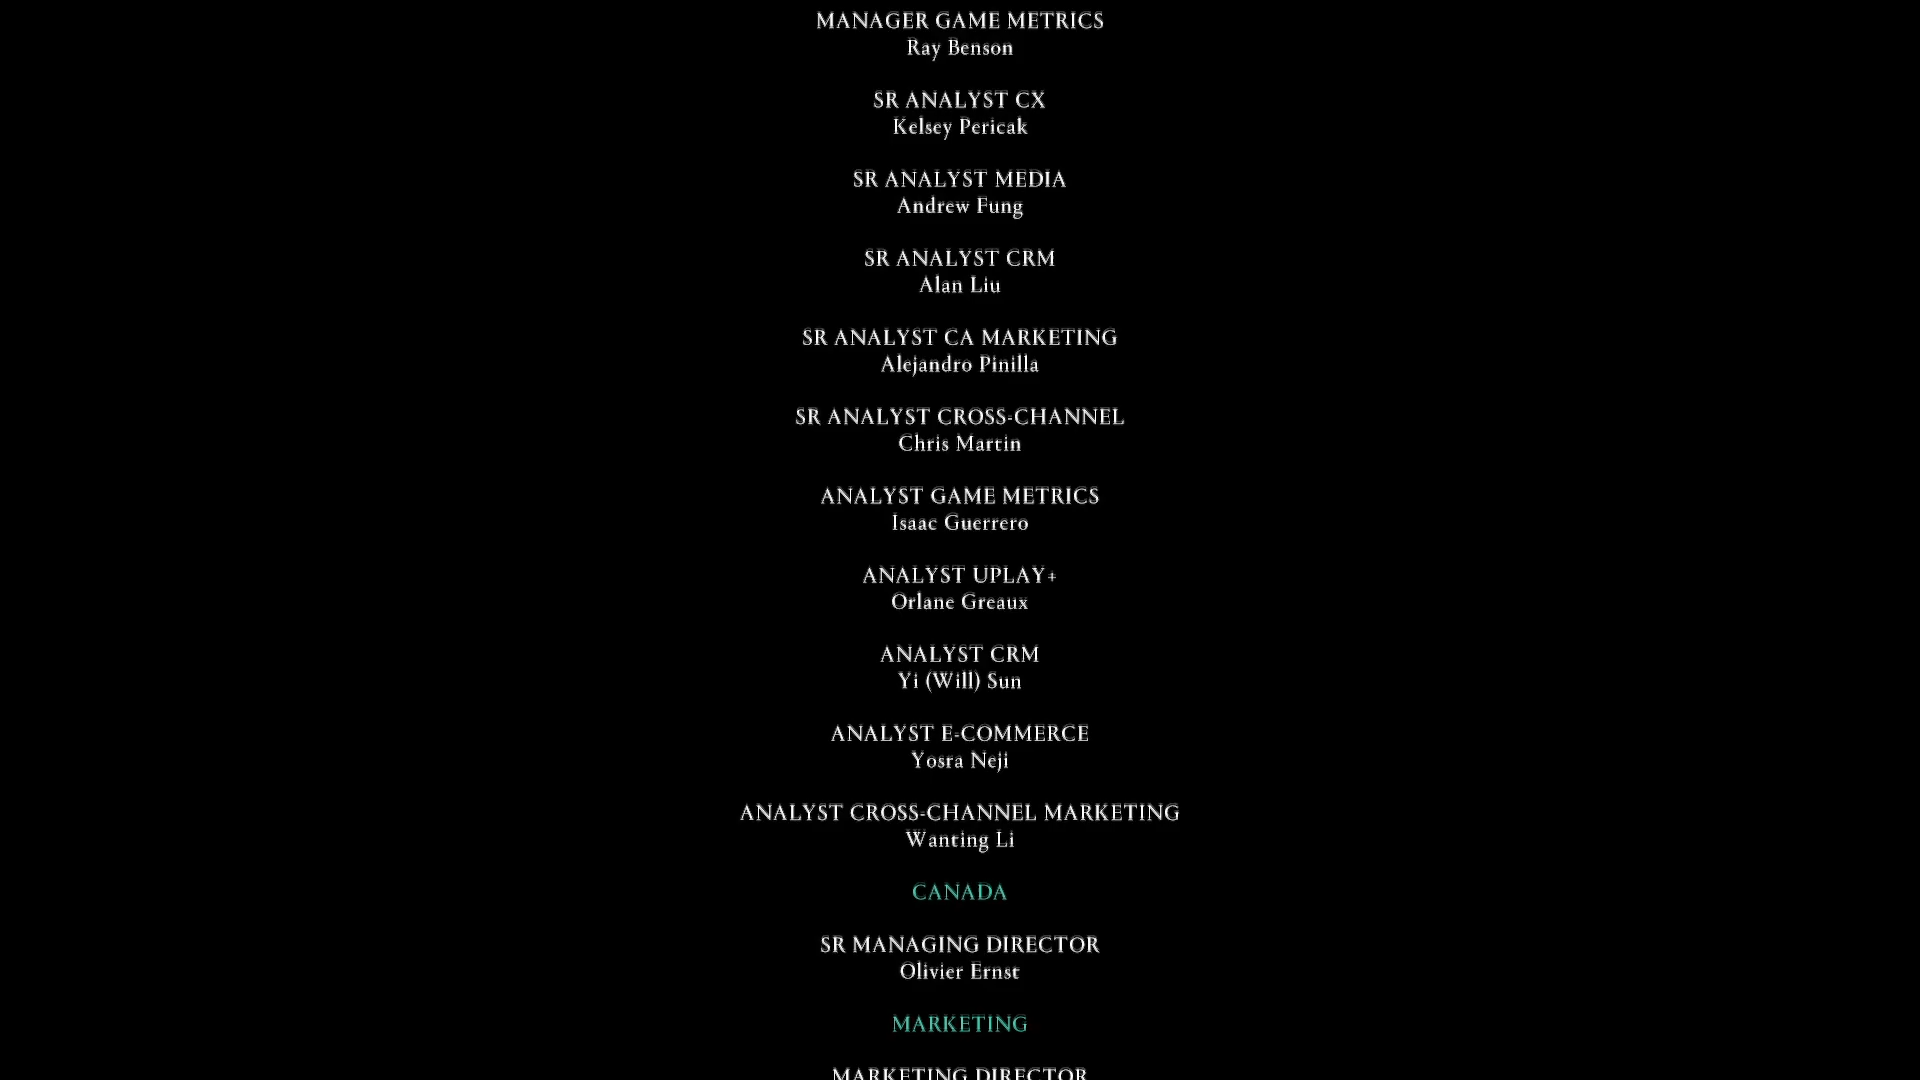 MANAGER GAME METRICS
Ray Benson
SR ANALYST CX
Kelsey Pericak
SR ANALYST MEDIA
Andrew Fung
SR ANALYST CRM
Alan Liu
SR ANALYST CA MARKETING
Alejandro Pinilla
SR ANALYST CROSS-CHANNEL
Chris Martin
ANALYST GAME METRICS
Isaac Guerrero
ANALYST UPLAY+
Orlane Greaux
ANALYST CRM
Yi (Will) Sun
ANALYST E-COMMERCE
Yosra Neji
ANALYST CROSS-CHANNEL MARKETING
Wanting Li
CANADA
SR MANAGING DIRECTOR
Olivier Ernst
MARKETING
MARKETING DIRECTOR